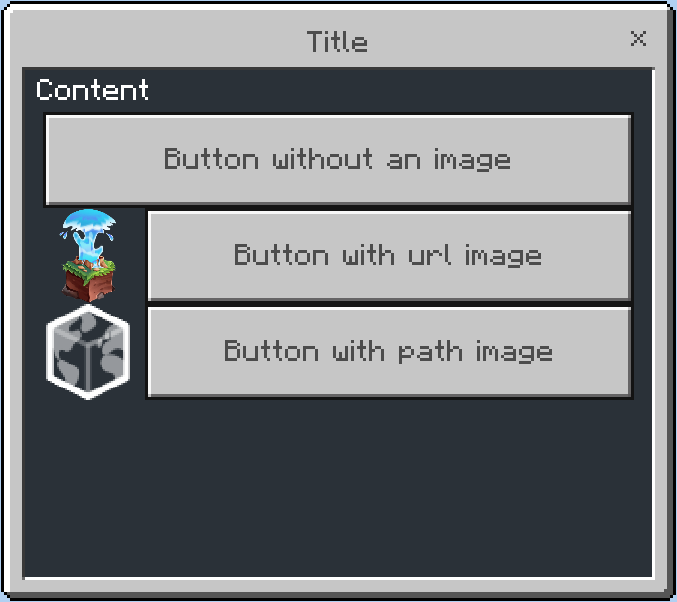 Title
Content
Button without an image
Button with url image
Button with path image